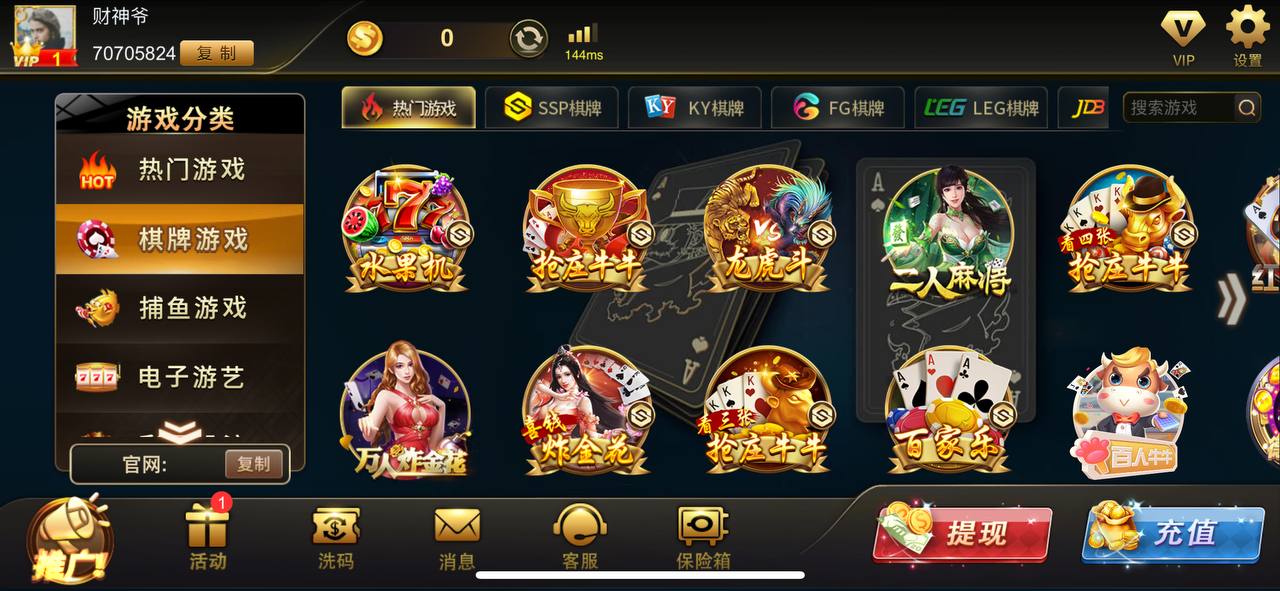 财神爷
VIP 1
70705824
复制
0
144ms
VIP
设置
游戏分类
HOT
热门游戏
棋牌游戏
捕鱼游戏
777
电子游艺
官网:
复制
热门游戏
SSP棋牌
KY
KY棋牌
FG棋牌
LEG
LEG棋牌
JDB
搜索游戏
777
水果机
抢庄牛牛
VS
龙虎斗
發
二人麻将
看四张
抢庄牛牛
红
万人炸金花
喜钱
炸金花
看三张
抢庄牛牛
百家乐
百人牛牛
推广
1
活动
洗码
消息
客服
保险箱
提现
充值